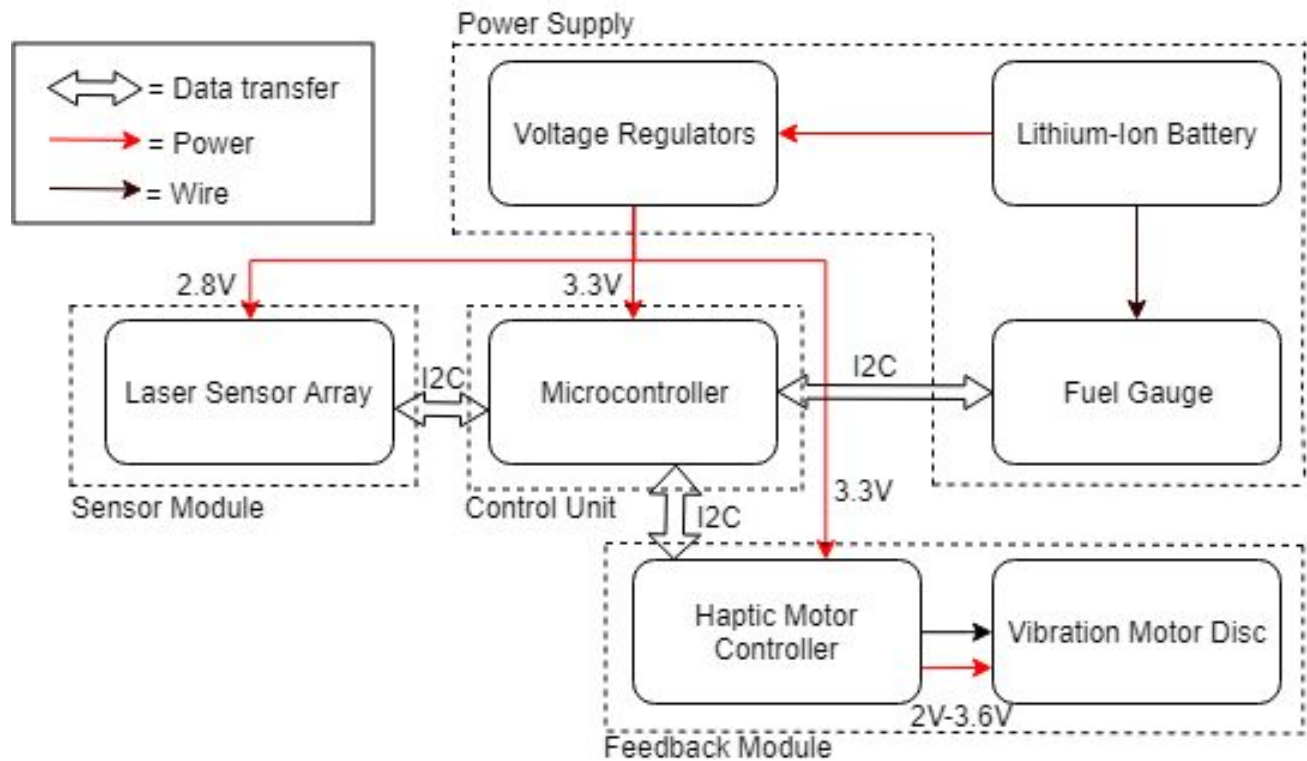 Power Supply
= Data transfer
= Power
= Wire
Voltage Regulators
Lithium-Ion Battery
2.8V
3.3V
Laser Sensor Array
I2C
Microcontroller
I2C
Fuel Gauge
Sensor Module
Control Unit
I2C
3.3V
Haptic Motor
Controller
Vibration Motor Disc
2V-3.6V
Feedback Module